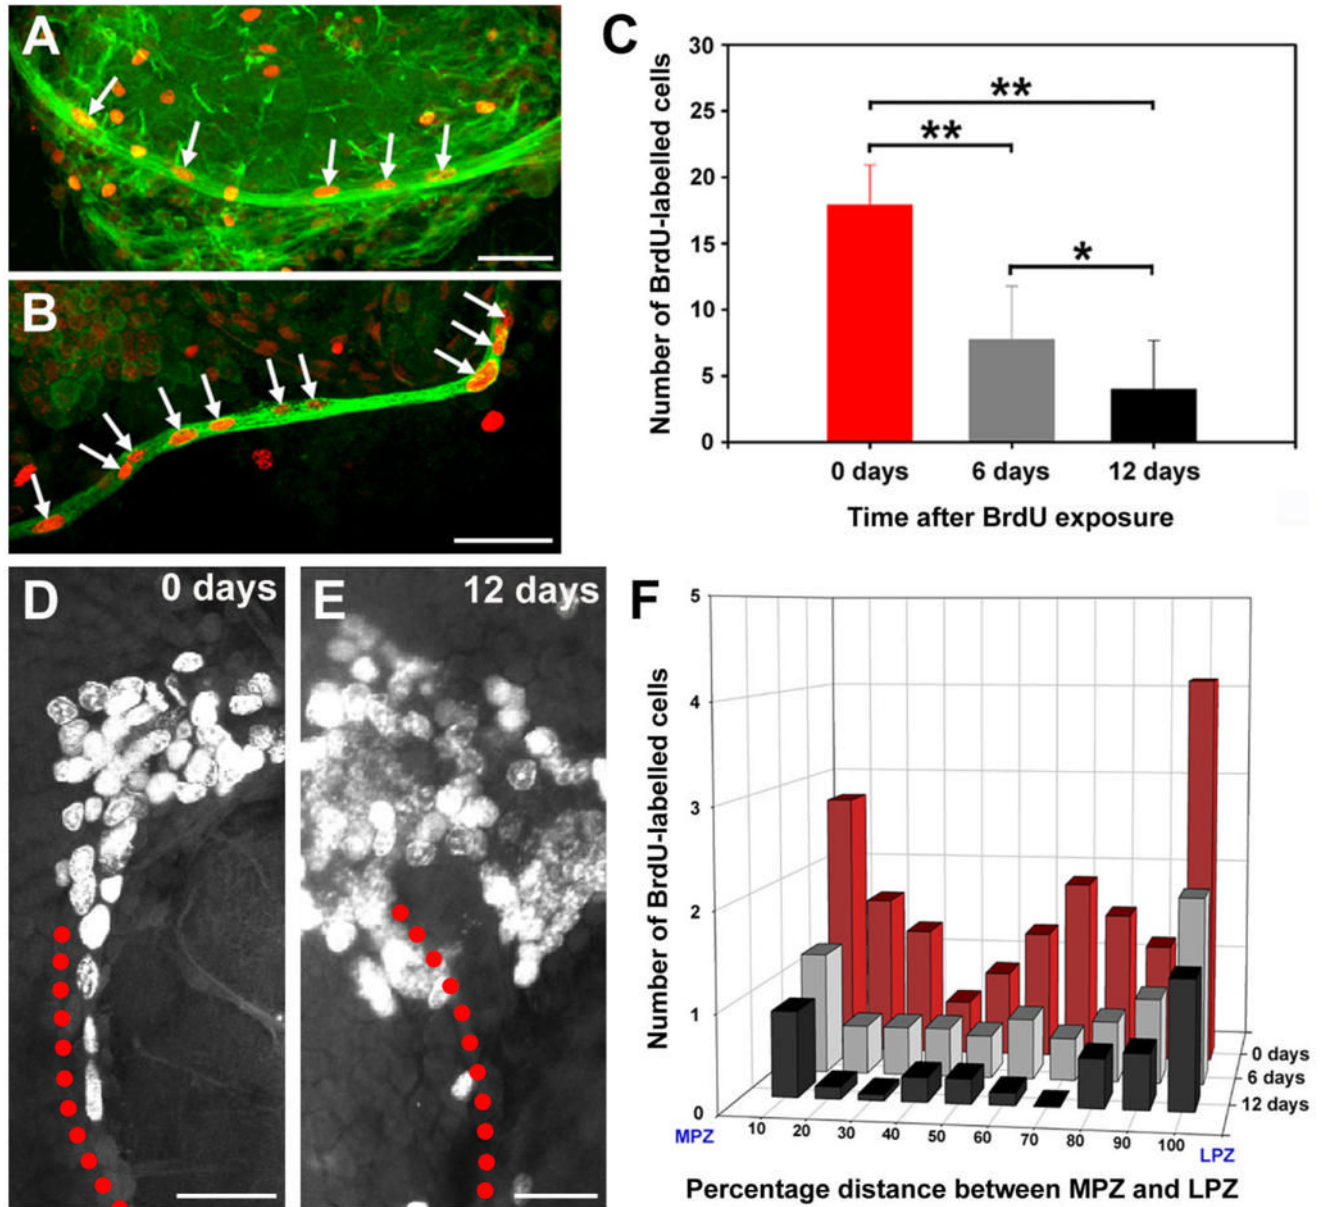 A
B
C
Number of BrdU-labelled cells
30
25
20
15
10
5
0
**
**
*
0 days
6 days
12 days
Time after BrdU exposure
D
0 days
E
12 days
F
Number of BrdU-labelled cells
5
4
3
2
1
0
MPZ
10
20
30
40
50
60
70
80
90
100
LPZ
0 days
6 days
12 days
Percentage distance between MPZ and LPZ